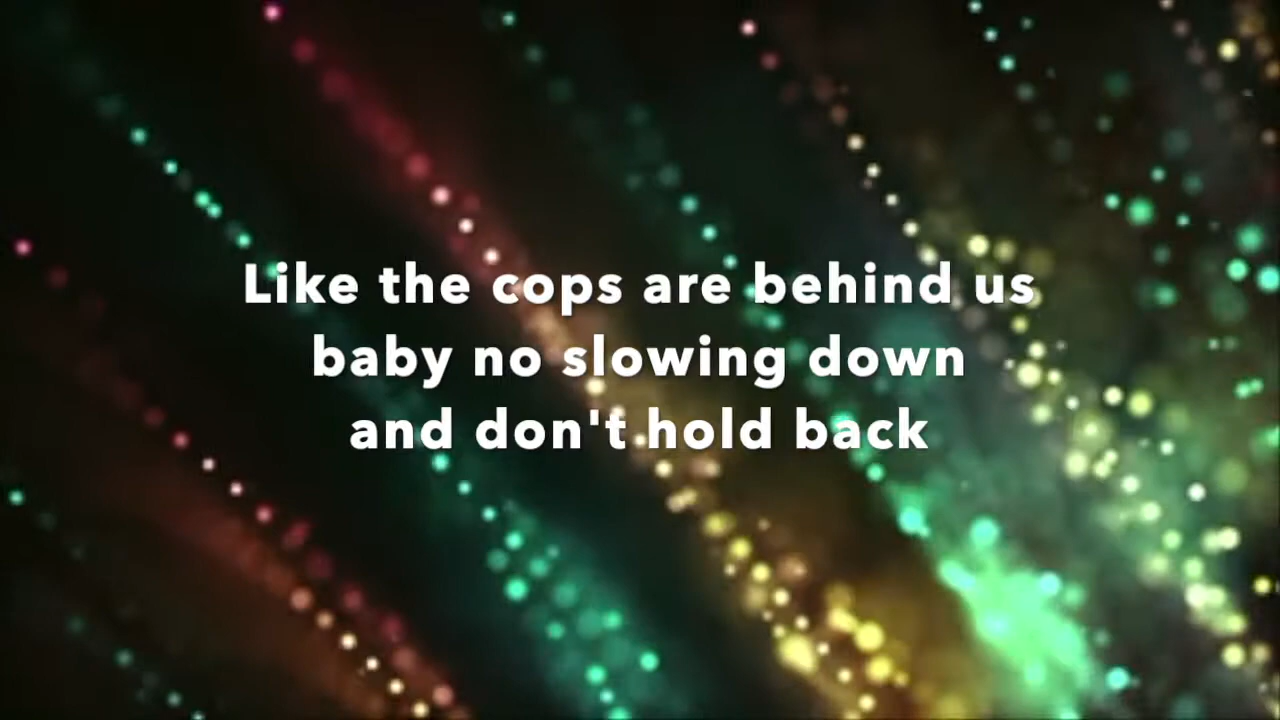 Like the cops are behind us
baby no slowing down
and don't hold back